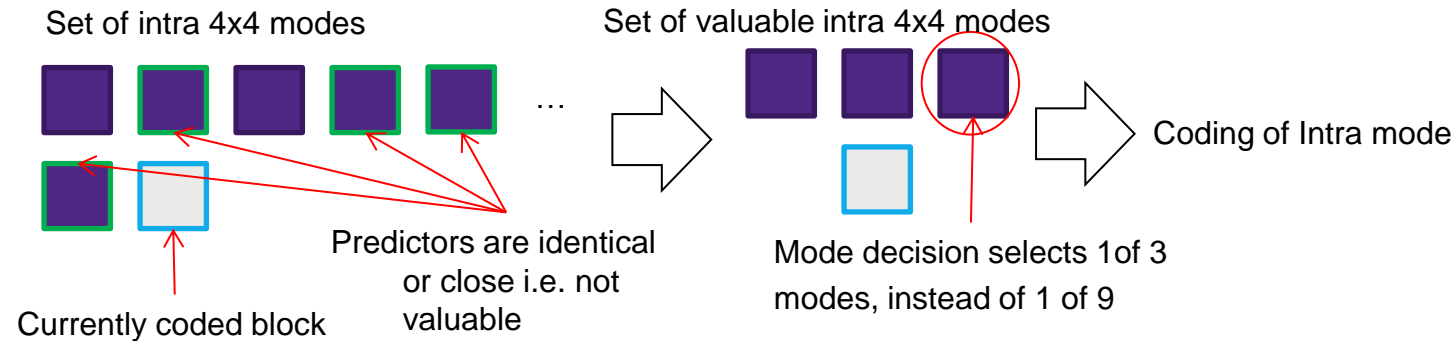 Set of intra 4x4 modes
Set of valuable intra 4x4 modes
…
Coding of Intra mode
Predictors are identical
or close i.e. not
valuable
Mode decision selects 1of 3
modes, instead of 1 of 9
Currently coded block